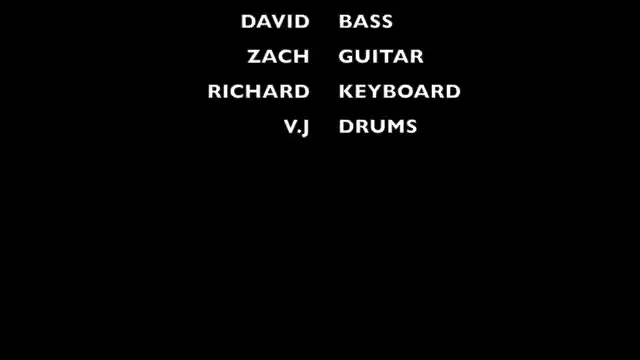 DAVID BASS
ZACH GUITAR
RICHARD KEYBOARD
V.J DRUMS